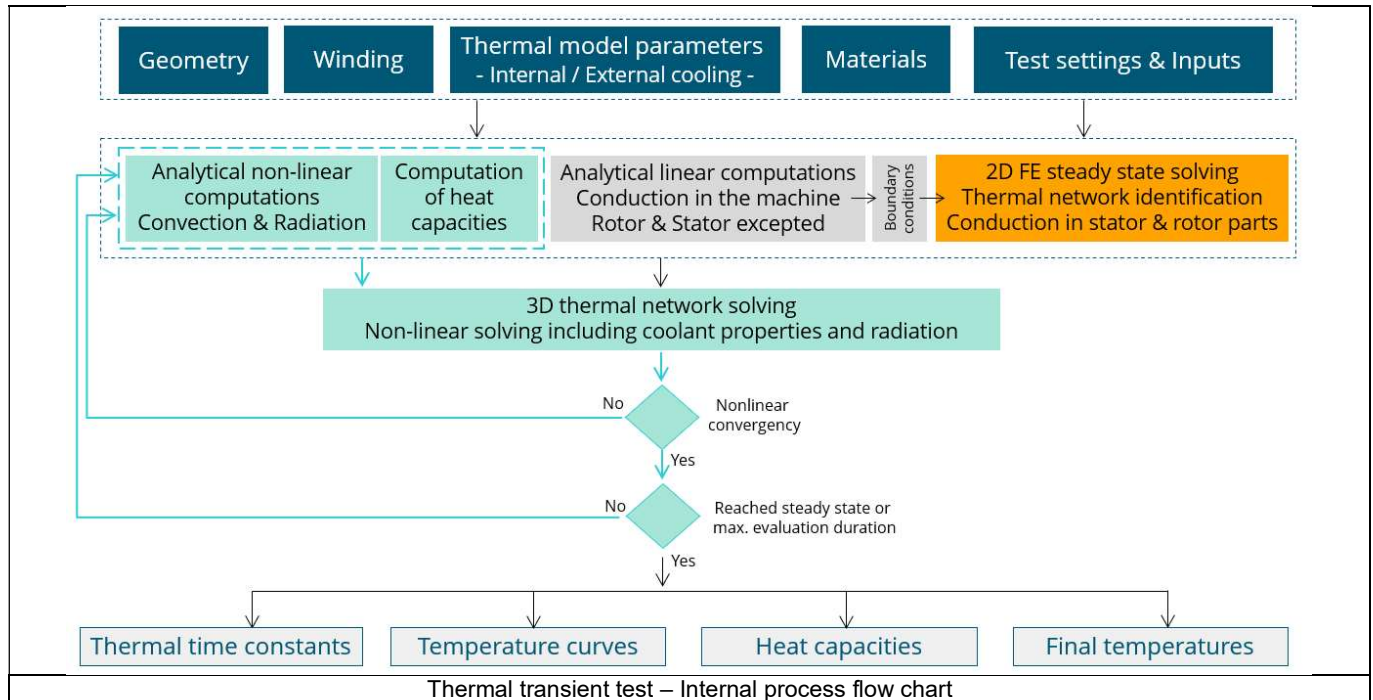 Geometry
Winding
Thermal model parameters
- Internal / External cooling -
Materials
Test settings & Inputs
Analytical non-linear
computations
Convection & Radiation
Computation
of heat
capacities
Analytical linear computations
Conduction in the machine
Rotor & Stator excepted
Boundary
conditions
2D FE steady state solving
Thermal network identification
Conduction in stator & rotor parts
3D thermal network solving
Non-linear solving including coolant properties and radiation
No
Nonlinear
convergency
Yes
No
Reached steady state or
max. evaluation duration
Yes
Thermal time constants
Temperature curves
Heat capacities
Final temperatures
Thermal transient test – Internal process flow chart